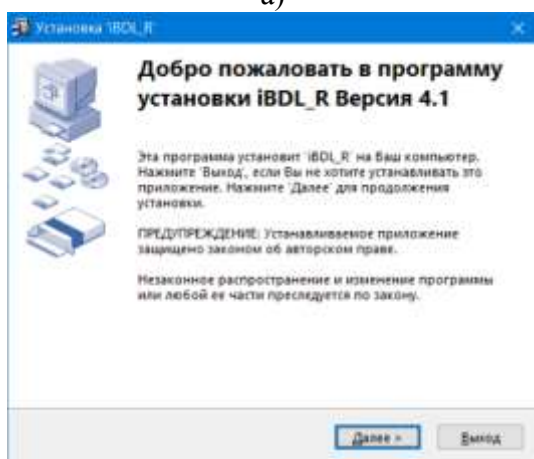 а)
Установка 'iBDL_R'
Добро пожаловать в программу
установки iBDL_R Версия 4.1
Эта программа установит 'iBDL_R' на Ваш компьютер.
Нажмите 'Выход', если Вы не хотите устанавливать это
приложение. Нажмите 'Далее' для продолжения
установки.
ПРЕДУПРЕЖДЕНИЕ: Устанавливаемое приложение
защищено законом об авторском праве.
Незаконное распространение и изменение программы
или любой ее части преследуется по закону.
Далее >
Выход